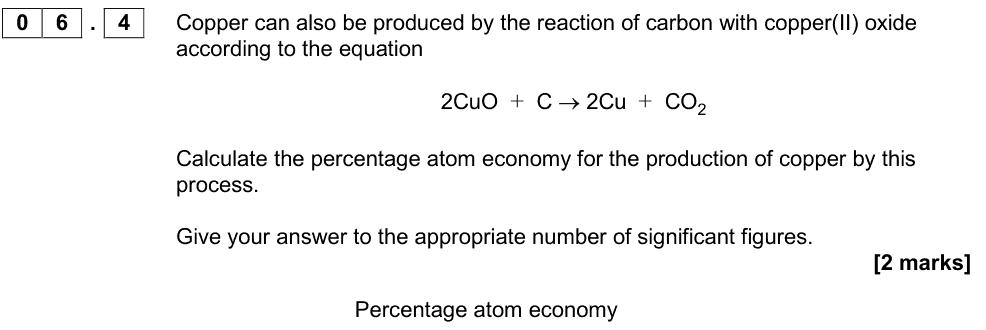 0 6 . 4 Copper can also be produced by the reaction of carbon with copper(II) oxide
according to the equation
2CuO + C → 2Cu + CO₂
Calculate the percentage atom economy for the production of copper by this
process.
Give your answer to the appropriate number of significant figures.
[2 marks]
Percentage atom economy